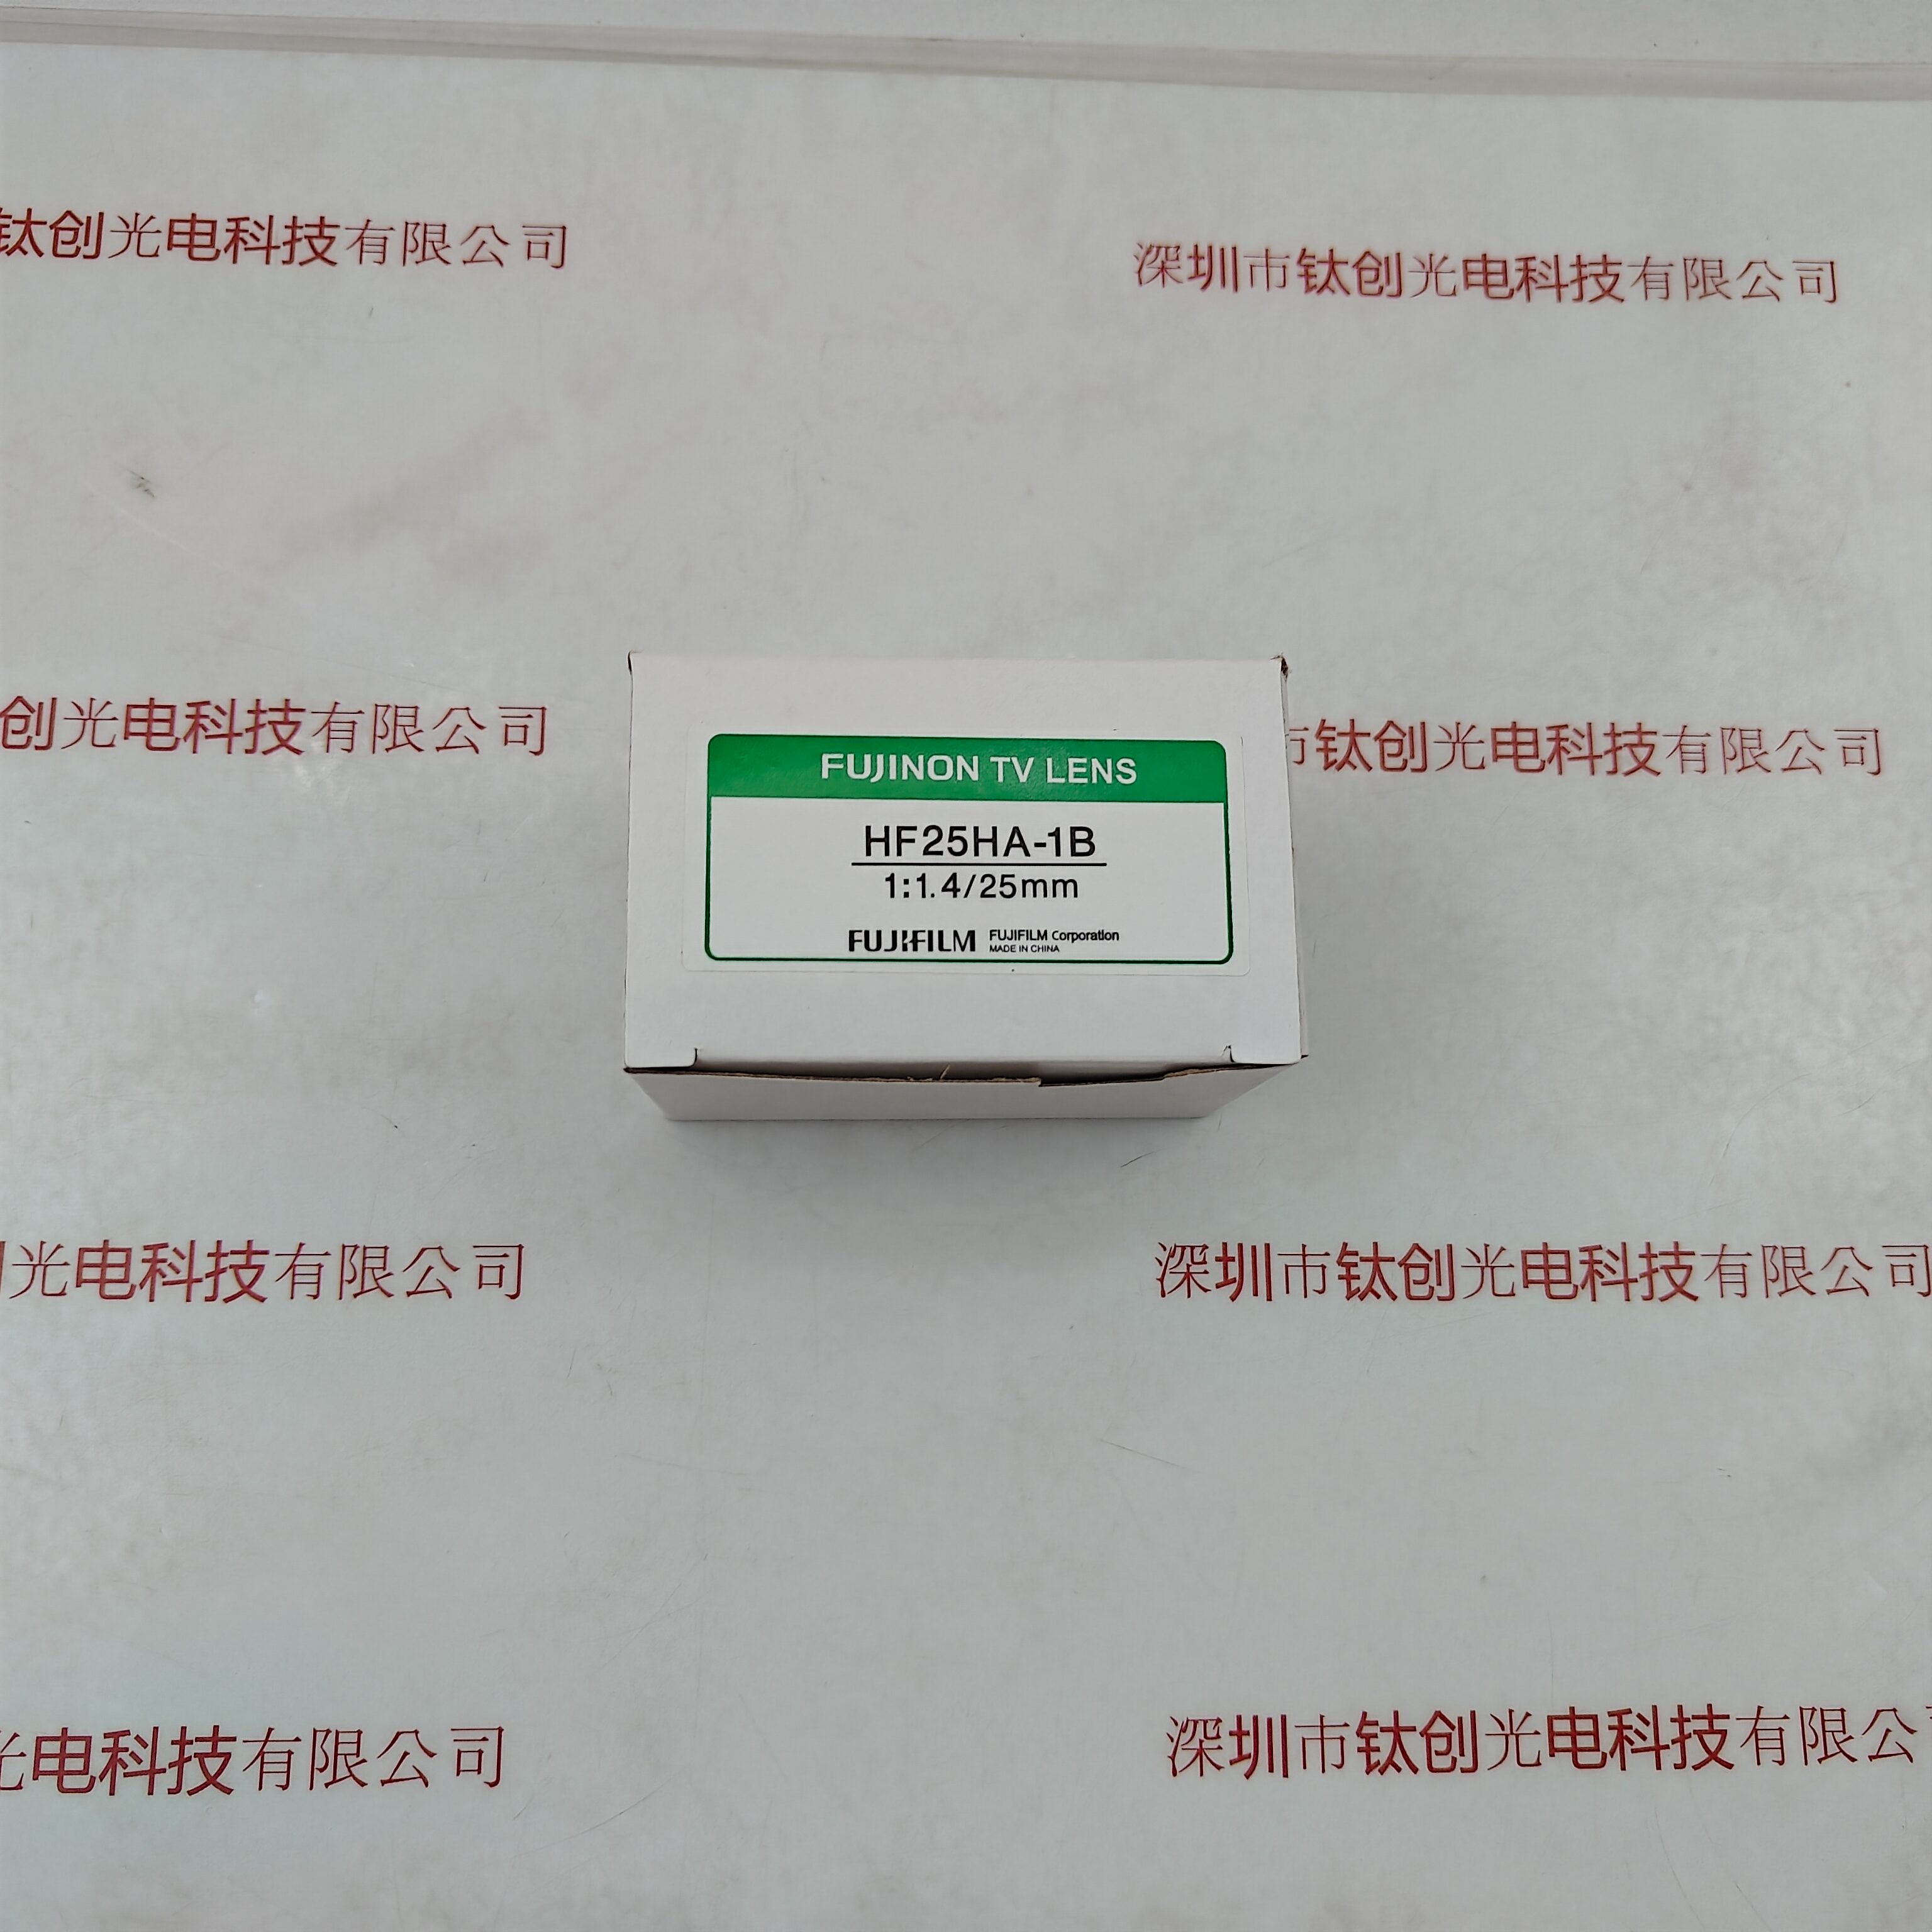 钛创光电科技有限公司
深圳市钛创光电科技有限公司
创光电科技有限公司
市钛创光电科技有限公司
FUJINON TV LENS
HF25HA-1B
1:1.4/25mm
FUJIFILM FUJIFILM Corporation
MADE IN CHINA
光电科技有限公司
深圳市钛创光电科技有限公司
光电科技有限公司
深圳市钛创光电科技有限公